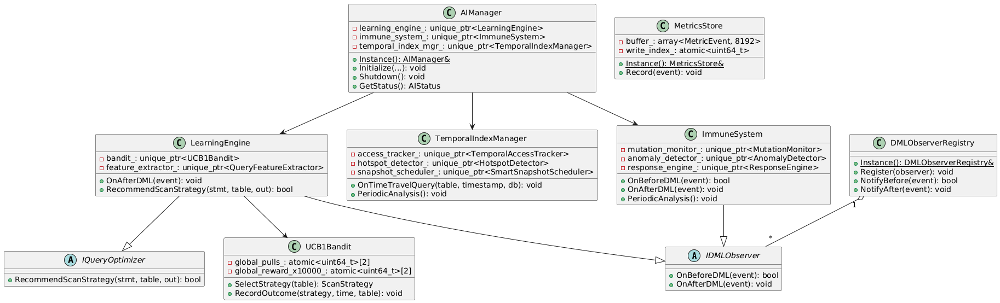 C AIManager
learning_engine_: unique_ptr<LearningEngine>
immune_system_: unique_ptr<ImmuneSystem>
temporal_index_mgr_: unique_ptr<TemporalIndexManager>
Instance(): AIManager&
Initialize(...): void
Shutdown(): void
GetStatus(): AIStatus
C MetricsStore
buffer_: array<MetricEvent, 8192>
write_index_: atomic<uint64_t>
Instance(): MetricsStore&
Record(event): void
C LearningEngine
bandit_: unique_ptr<UCB1Bandit>
feature_extractor_: unique_ptr<QueryFeatureExtractor>
OnAfterDML(event): void
RecommendScanStrategy(stmt, table, out): bool
C TemporalIndexManager
access_tracker_: unique_ptr<TemporalAccessTracker>
hotspot_detector_: unique_ptr<HotspotDetector>
snapshot_scheduler_: unique_ptr<SmartSnapshotScheduler>
OnTimeTravelQuery(table, timestamp, db): void
PeriodicAnalysis(): void
C ImmuneSystem
mutation_monitor_: unique_ptr<MutationMonitor>
anomaly_detector_: unique_ptr<AnomalyDetector>
response_engine_: unique_ptr<ResponseEngine>
OnBeforeDML(event): bool
OnAfterDML(event): void
PeriodicAnalysis(): void
C DMLObserverRegistry
Instance(): DMLObserverRegistry&
Register(observer): void
NotifyBefore(event): bool
NotifyAfter(event): void
1
*
A IQueryOptimizer
RecommendScanStrategy(stmt, table, out): bool
C UCB1Bandit
global_pulls_: atomic<uint64_t>[2]
global_reward_x10000_: atomic<uint64_t>[2]
SelectStrategy(table): ScanStrategy
RecordOutcome(strategy, time, table): void
A IDMLObserver
OnBeforeDML(event): bool
OnAfterDML(event): void